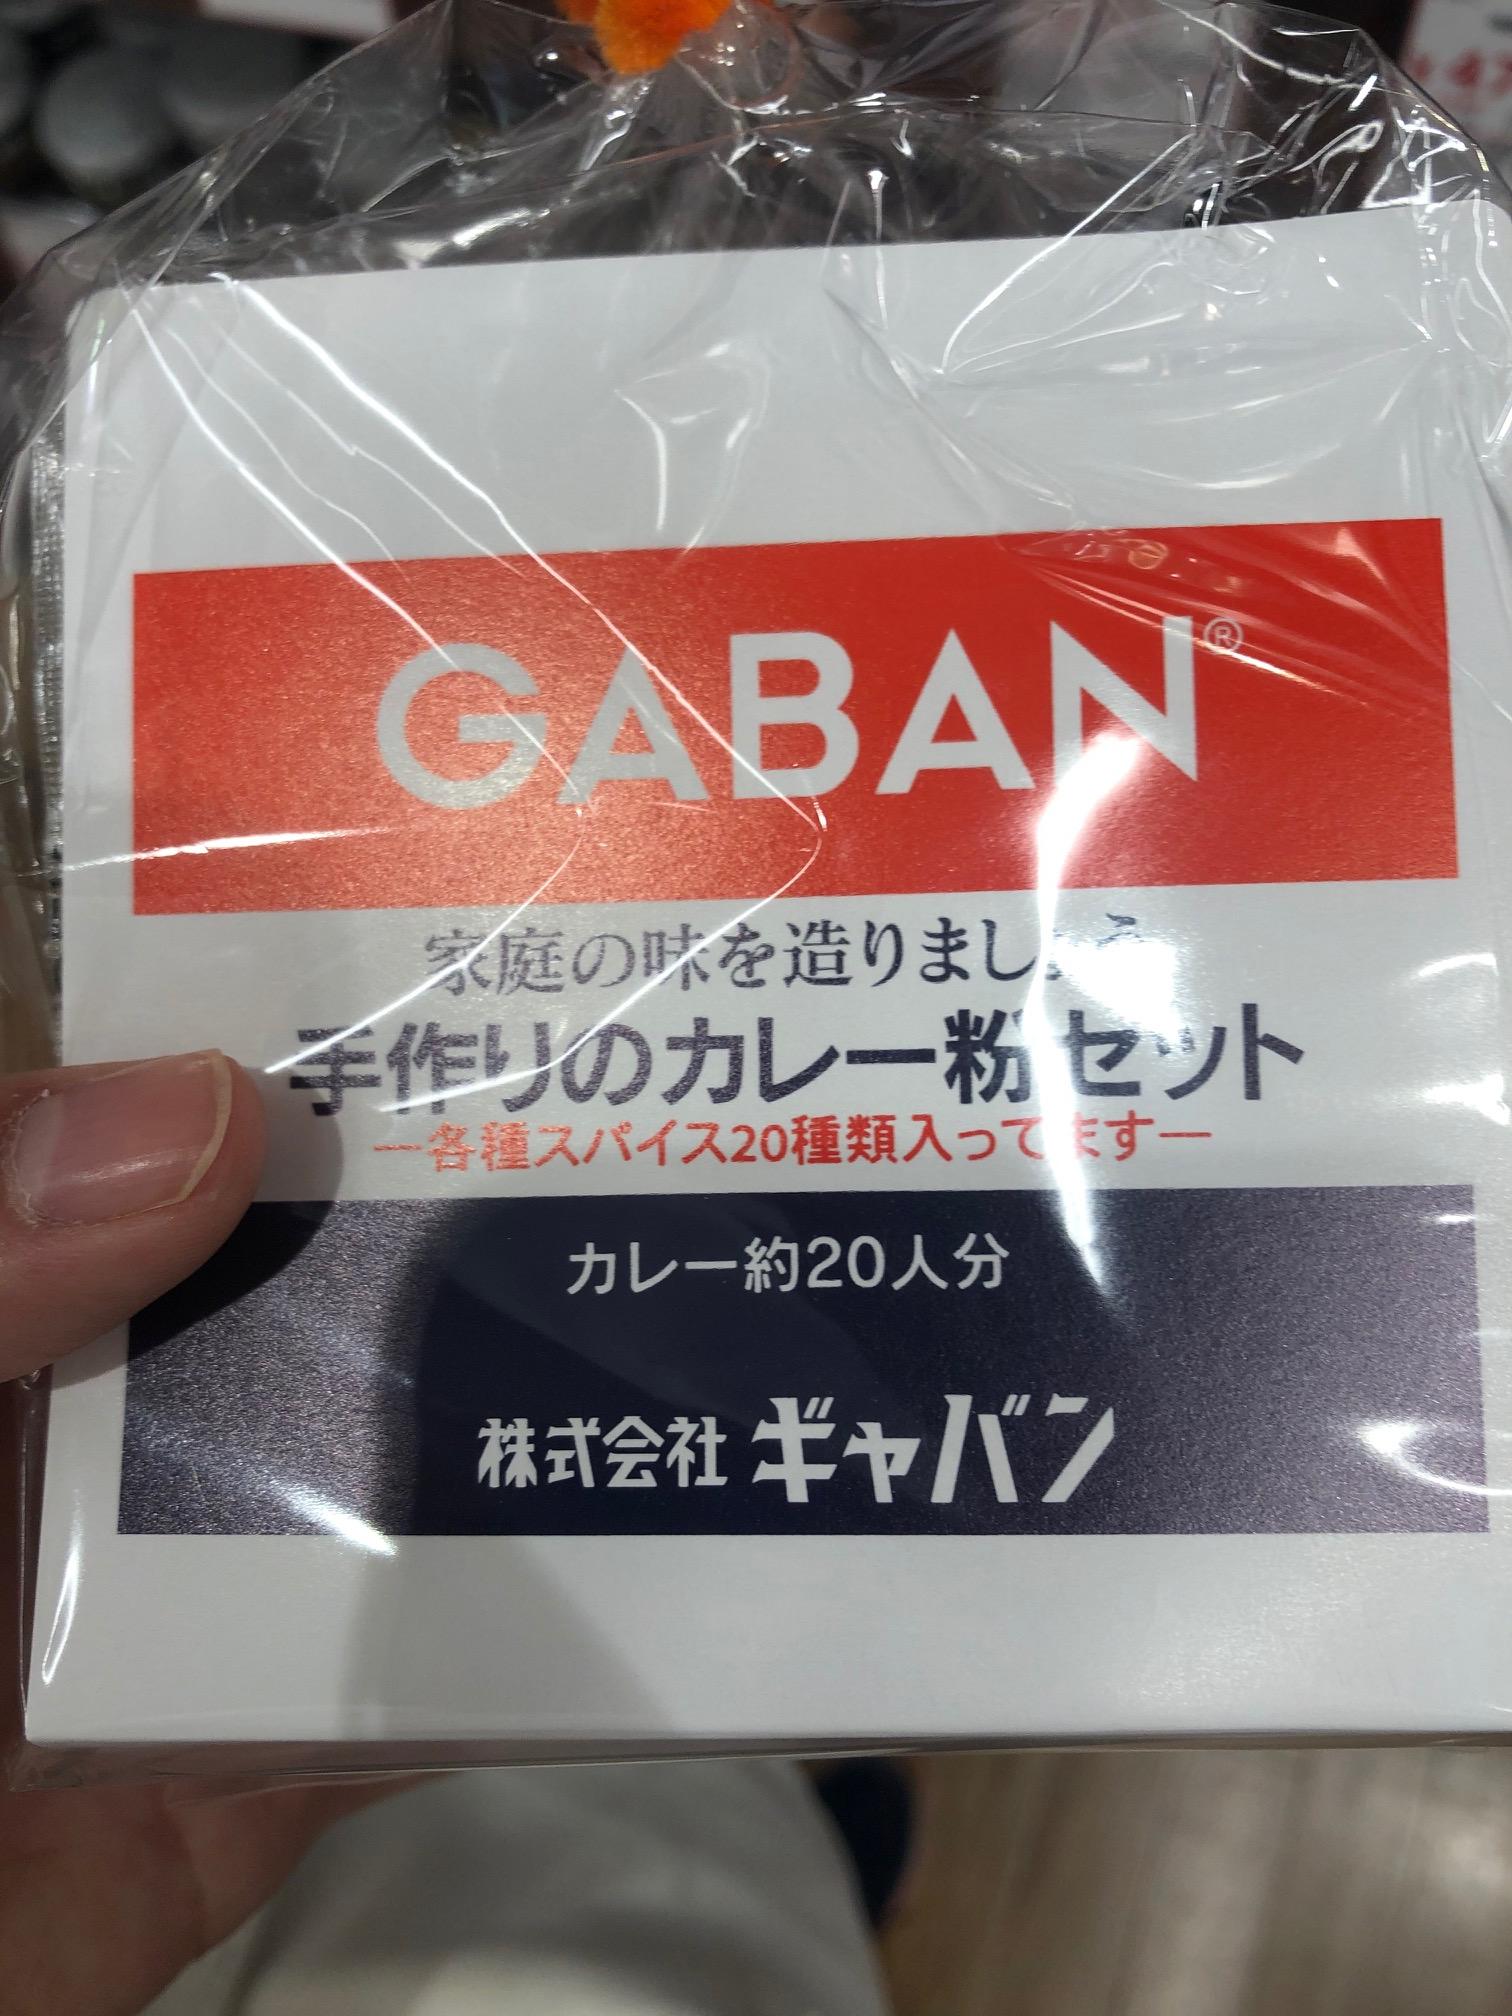 GABAN®
家庭の味を造りましょう
手作りのカレー粉セット
—各種スパイス20種類入ってます—
カレー約20人分
株式会社 ギャバン